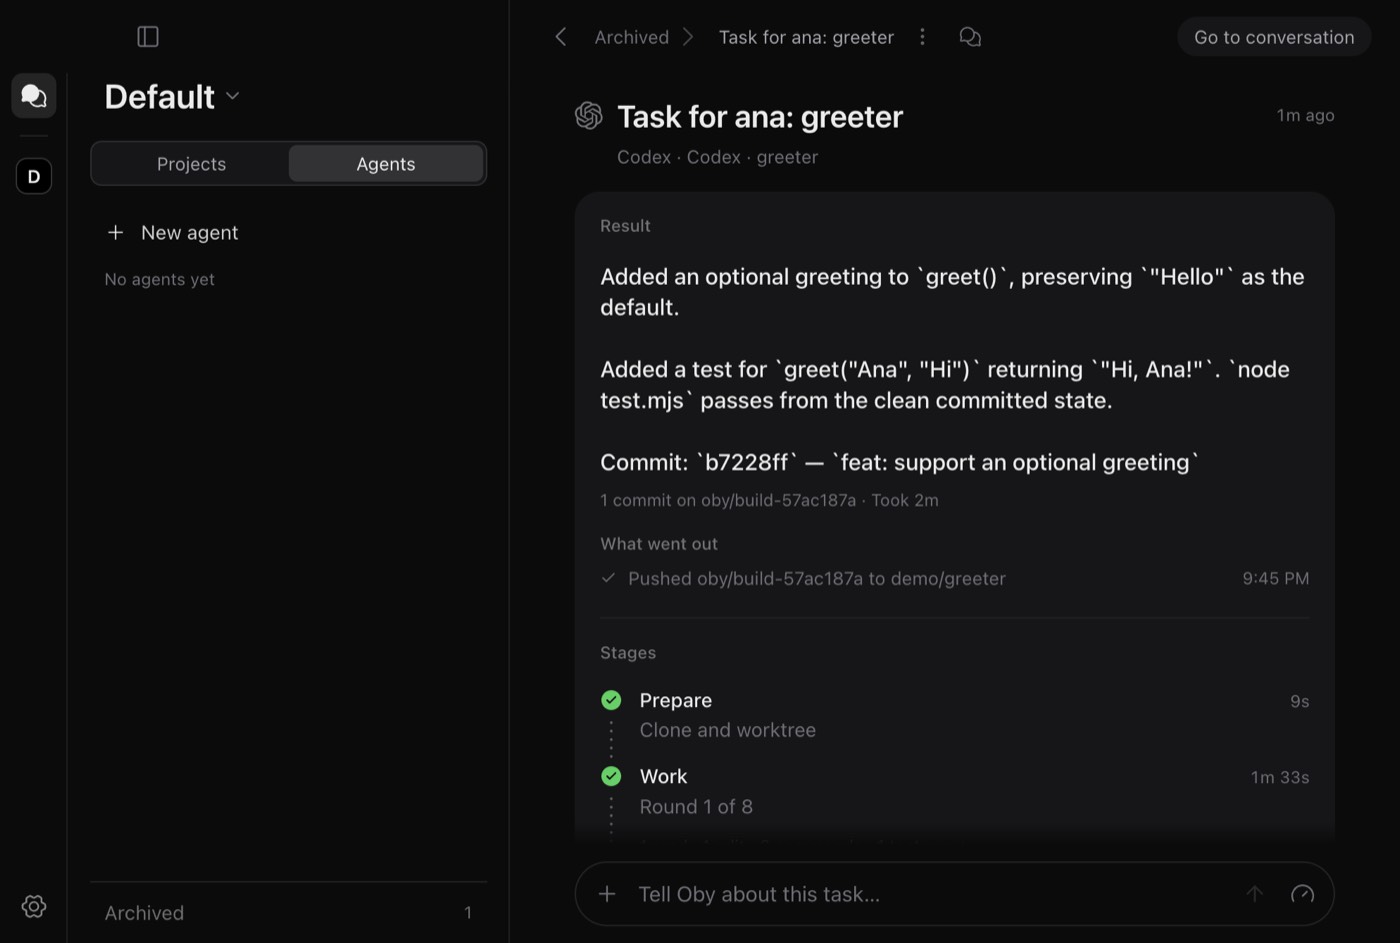 Archived
Task for ana: greeter
Go to conversation
Default
D
Projects
Agents
New agent
No agents yet
Archived
1
Task for ana: greeter
1m ago
Codex · Codex · greeter
Result
Added an optional greeting to `greet()`, preserving `"Hello"` as the
default.
Added a test for `greet("Ana", "Hi")` returning `"Hi, Ana!"`. `node
test.mjs` passes from the clean committed state.
Commit: `b7228ff` — `feat: support an optional greeting`
1 commit on oby/build-57ac187a · Took 2m
What went out
Pushed oby/build-57ac187a to demo/greeter
9:45 PM
Stages
Prepare
9s
Clone and worktree
Work
1m 33s
Round 1 of 8
Tell Oby about this task...